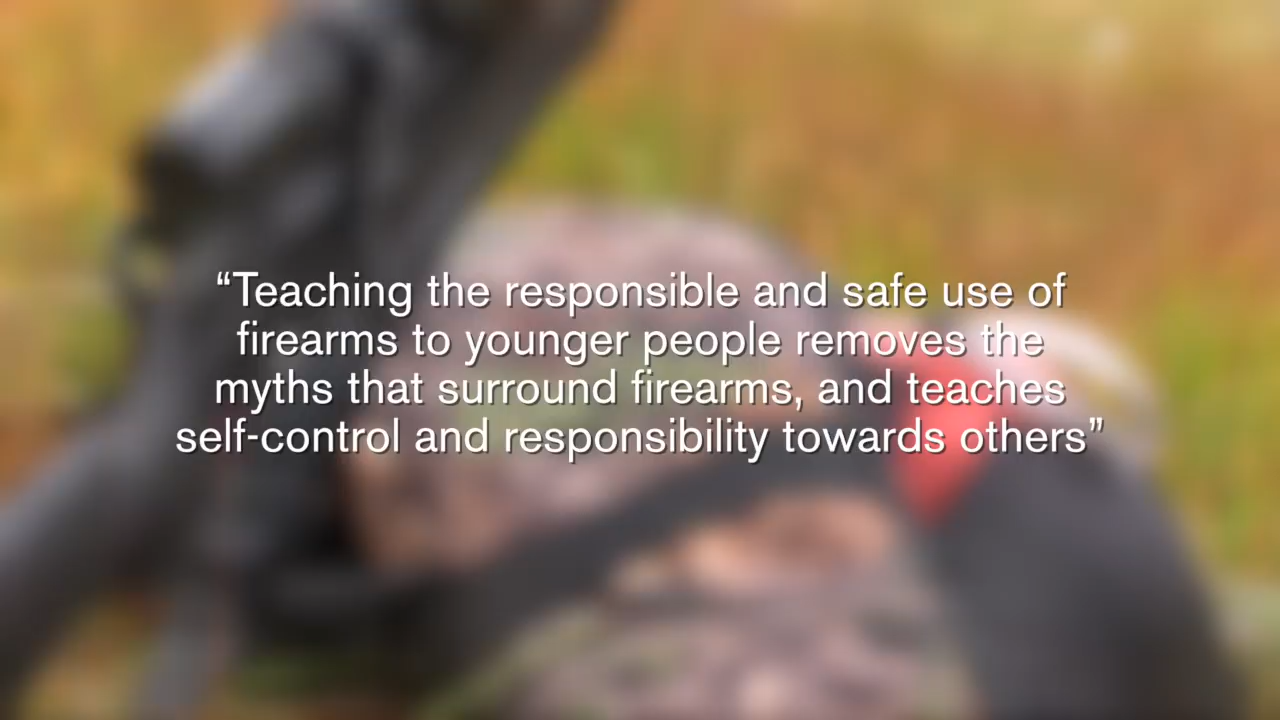 “Teaching the responsible and safe use of
firearms to younger people removes the
myths that surround firearms, and teaches
self-control and responsibility towards others”